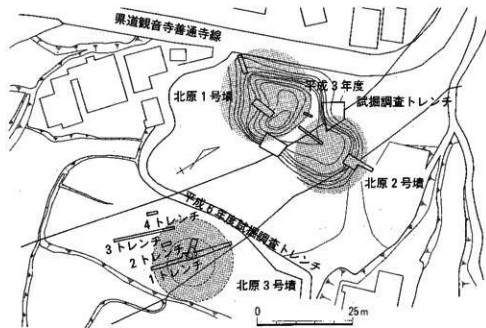 県道観音寺善通寺線
平成3年度
試掘調査トレンチ
北原1号墳
北原2号墳
平成6年度試掘調査トレンチ
4トレンチ
3トレンチ
2トレンチ
1トレンチ
北原3号墳
0 25m